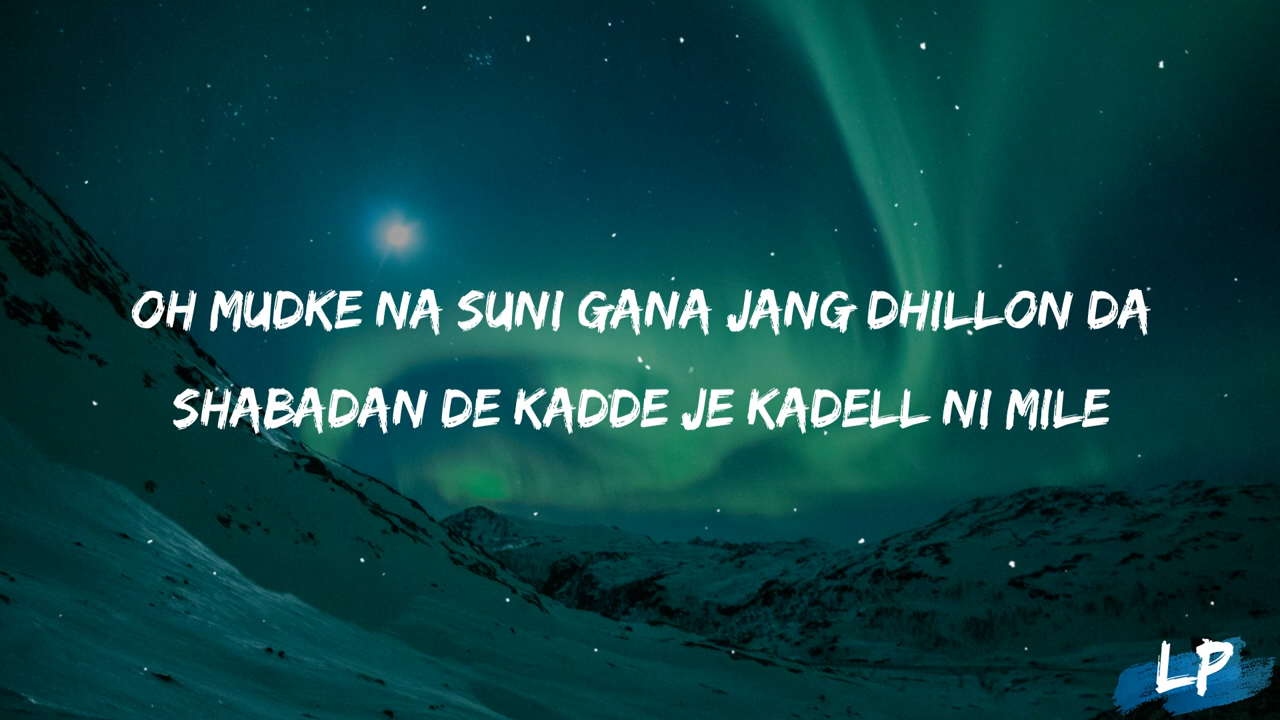 OH MUDKE NA SUNI GANA JANG DHILLON DA
SHABADAN DE KADDE JE KADELL NI MILE
LP